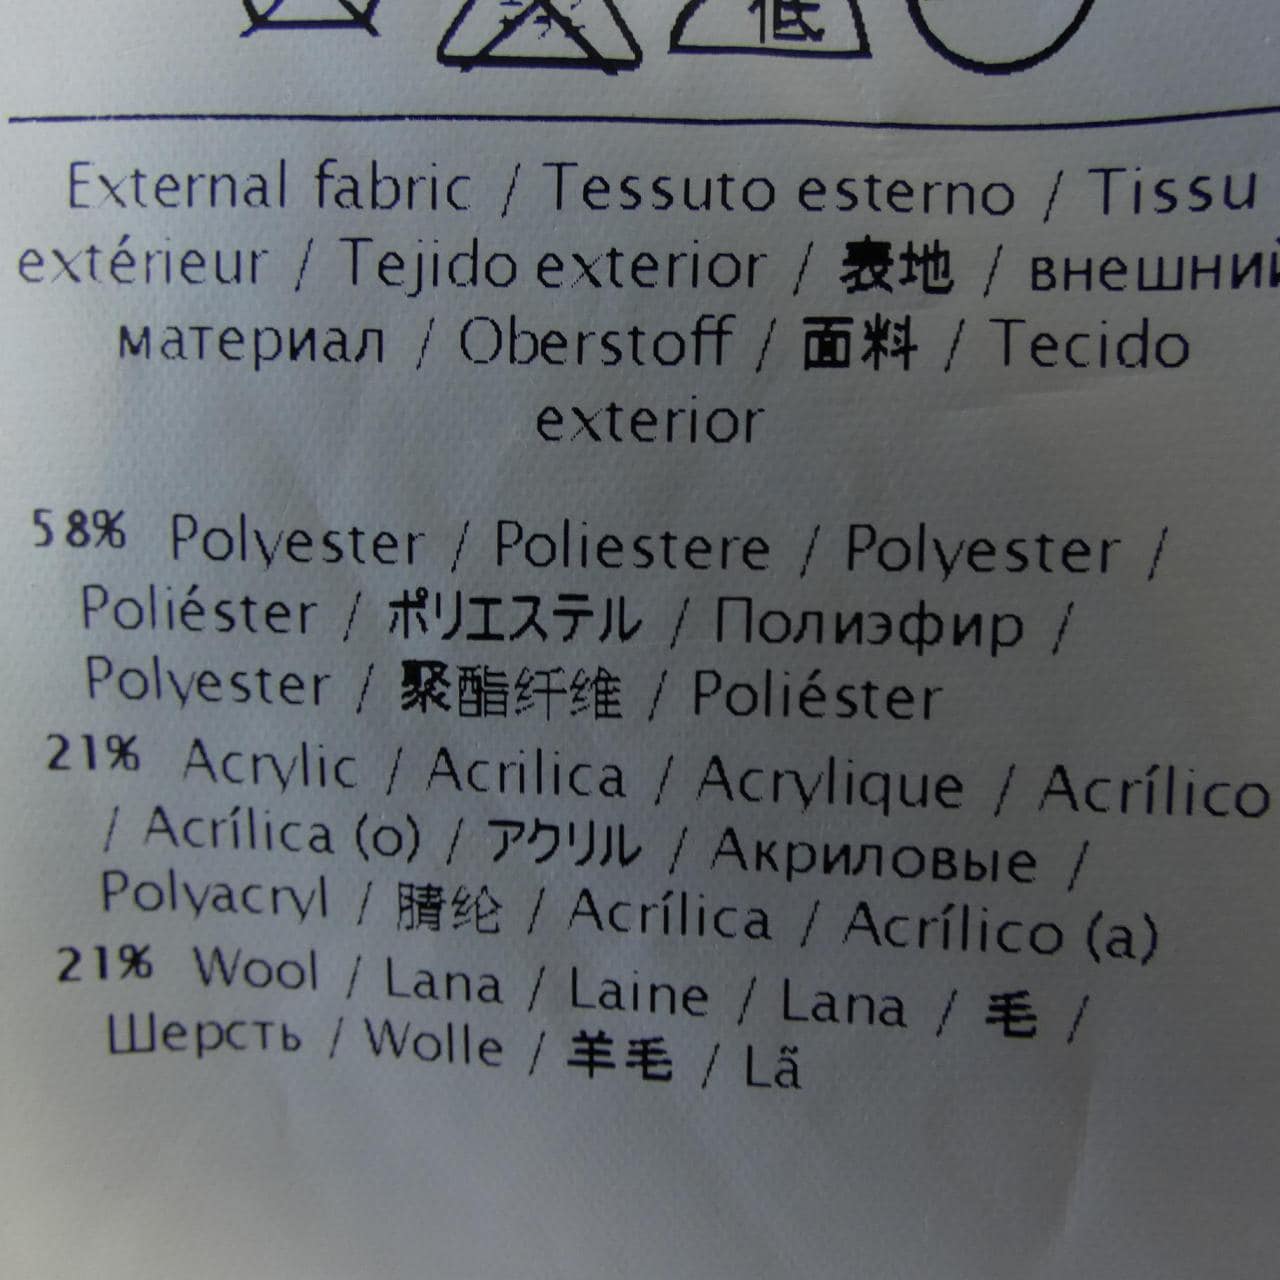 低
External fabric / Tessuto esterno / Tissu
extérieur / Tejido exterior / 表地 / внешний
материал / Oberstoff / 面料 / Tecido
exterior
58% Polyester / Poliestere / Polyester /
Poliéster / ポリエステル / Полиэфир /
Polyester / 聚酯纤维 / Poliéster
21% Acrylic / Acrilica / Acrylique / Acrílico
/ Acrílica (o) / アクリル / Акриловые /
Polyacryl / 腈纶 / Acrílica / Acrílico (a)
21% Wool / Lana / Laine / Lana / 毛 /
Шерсть / Wolle / 羊毛 / Lã